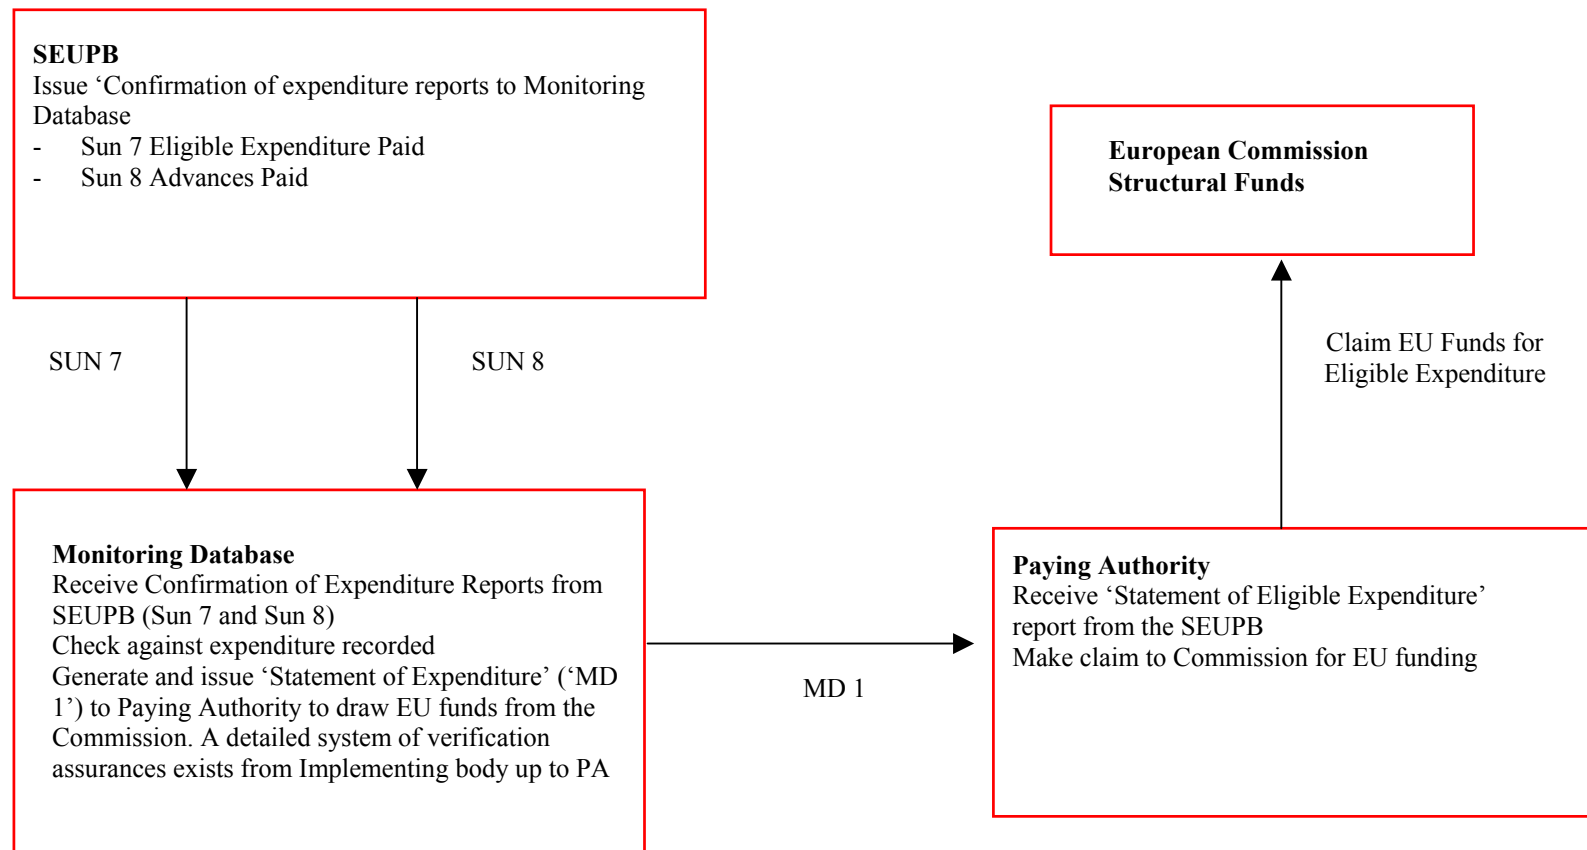 SEUPB
Issue ‘Confirmation of expenditure reports to Monitoring
Database
- Sun 7 Eligible Expenditure Paid
- Sun 8 Advances Paid
European Commission
Structural Funds
SUN 7
SUN 8
Claim EU Funds for
Eligible Expenditure
Monitoring Database
Receive Confirmation of Expenditure Reports from
SEUPB (Sun 7 and Sun 8)
Check against expenditure recorded
Generate and issue ‘Statement of Expenditure’ (‘MD
1’) to Paying Authority to draw EU funds from the
Commission. A detailed system of verification
assurances exists from Implementing body up to PA
MD 1
Paying Authority
Receive ‘Statement of Eligible Expenditure’
report from the SEUPB
Make claim to Commission for EU funding